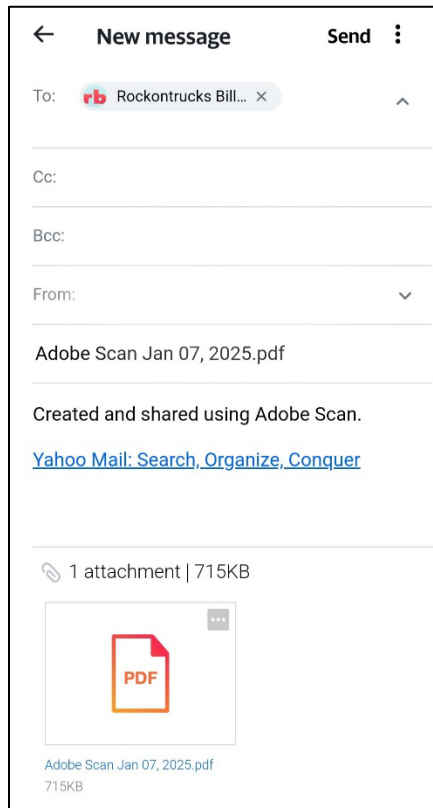 New message Send
To: rb Rockontrucks Bill...
Cc:
Bcc:
From:
Adobe Scan Jan 07, 2025.pdf
Created and shared using Adobe Scan.
Yahoo Mail: Search, Organize, Conquer
1 attachment | 715KB
PDF
Adobe Scan Jan 07, 2025.pdf
715KB